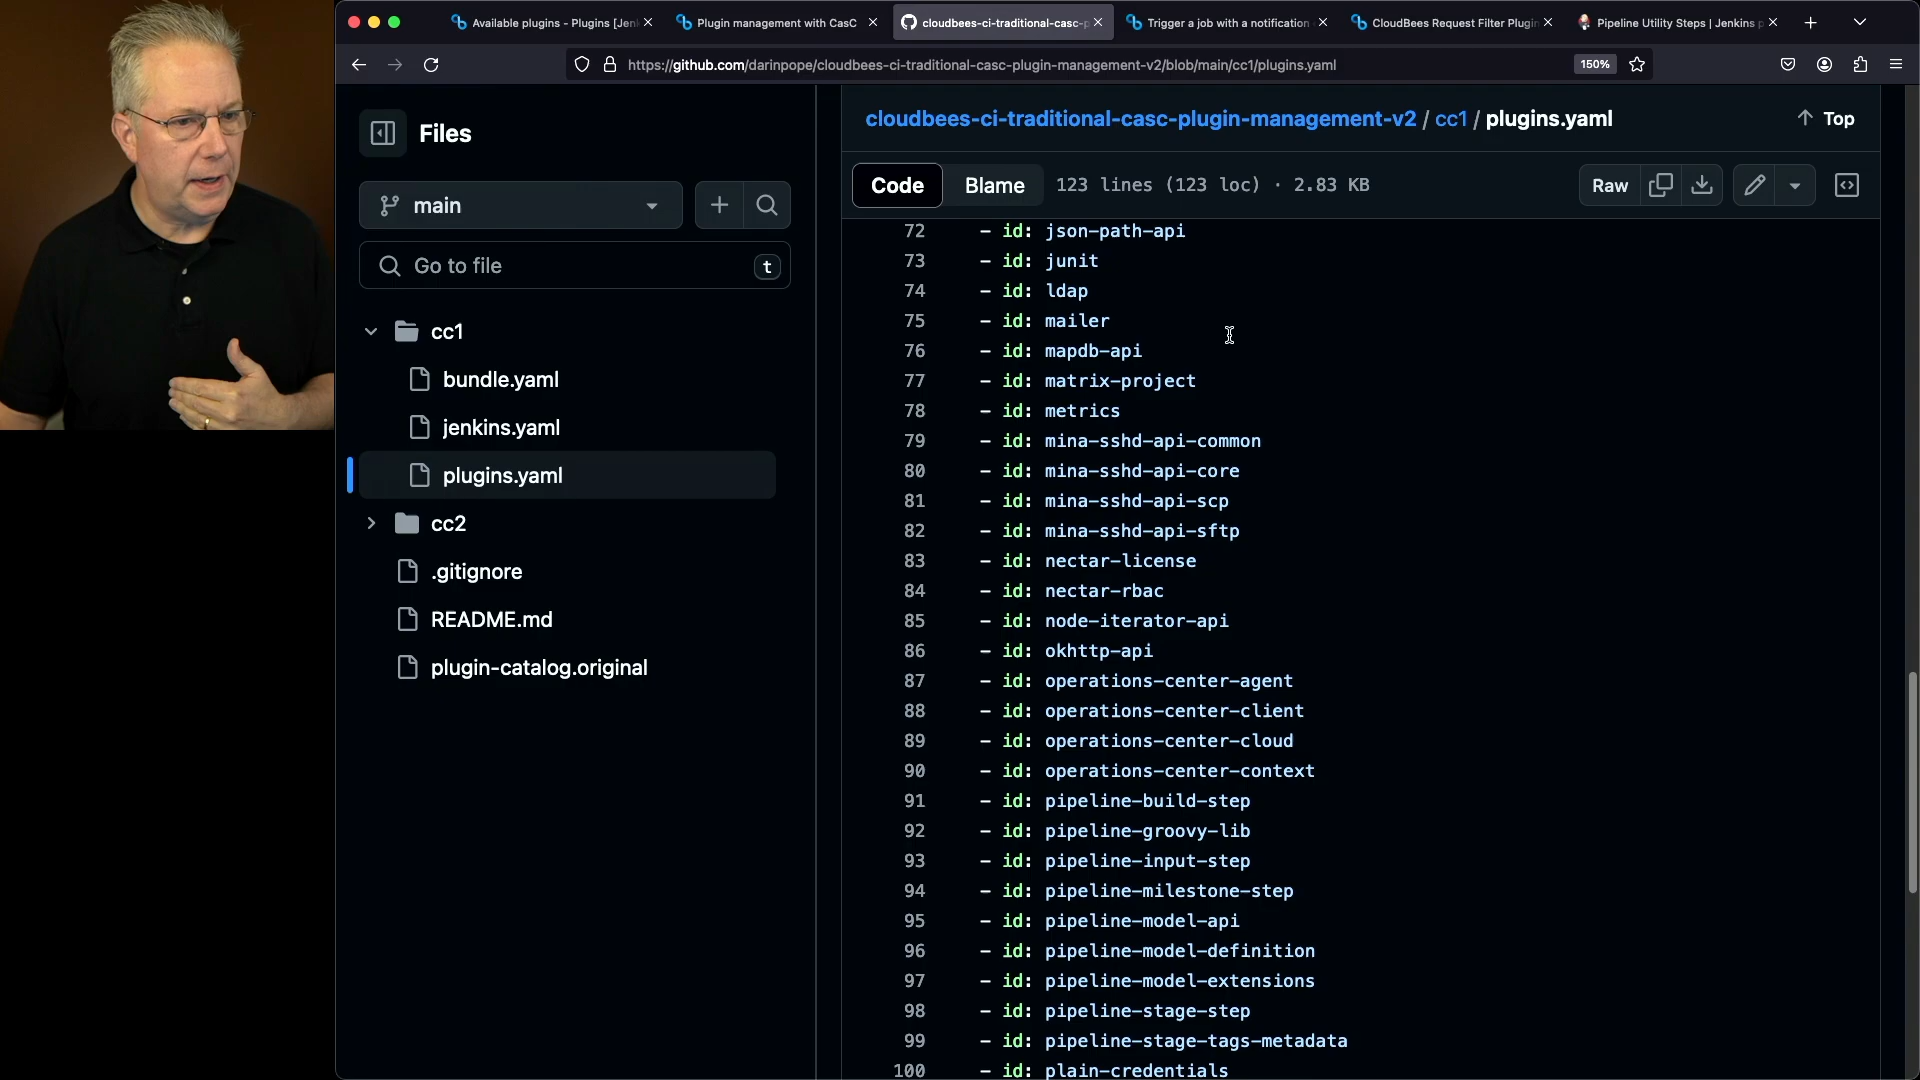 Available plugins - Plugins [Jen
Plugin management with CasC
cloudbees-ci-traditional-casc-p
Trigger a job with a notification
CloudBees Request Filter Plugin
Pipeline Utility Steps | Jenkins p
https://github.com/darinpope/cloudbees-ci-traditional-casc-plugin-management-v2/blob/main/cc1/plugins.yaml
150%
Files
main
Go to file
t
cc1
bundle.yaml
jenkins.yaml
plugins.yaml
cc2
.gitignore
README.md
plugin-catalog.original
cloudbees-ci-traditional-casc-plugin-management-v2 / cc1 / plugins.yaml
Top
Code
Blame
123 lines (123 loc) · 2.83 KB
Raw
72 - id: json-path-api
73 - id: junit
74 - id: ldap
75 - id: mailer
76 - id: mapdb-api
77 - id: matrix-project
78 - id: metrics
79 - id: mina-sshd-api-common
80 - id: mina-sshd-api-core
81 - id: mina-sshd-api-scp
82 - id: mina-sshd-api-sftp
83 - id: nectar-license
84 - id: nectar-rbac
85 - id: node-iterator-api
86 - id: okhttp-api
87 - id: operations-center-agent
88 - id: operations-center-client
89 - id: operations-center-cloud
90 - id: operations-center-context
91 - id: pipeline-build-step
92 - id: pipeline-groovy-lib
93 - id: pipeline-input-step
94 - id: pipeline-milestone-step
95 - id: pipeline-model-api
96 - id: pipeline-model-definition
97 - id: pipeline-model-extensions
98 - id: pipeline-stage-step
99 - id: pipeline-stage-tags-metadata
100 - id: plain-credentials